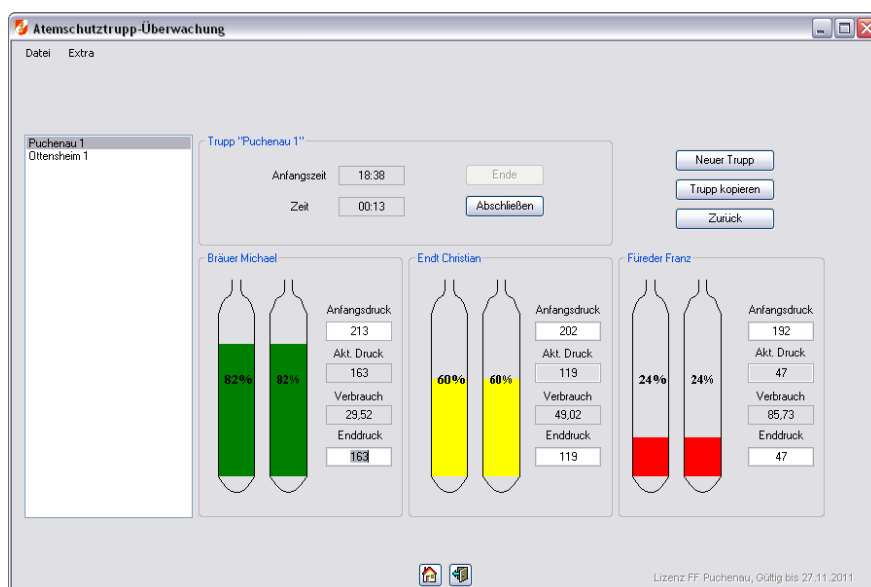 Atemschutztrupp-Überwachung
Datei Extra
Puchenau 1
Ottensheim 1
Trupp "Puchenau 1"
Anfangszeit 18:38 Ende
Zeit 00:13 Abschließen
Neuer Trupp
Trupp kopieren
Zurück
Bräuer Michael
82% 82%
Anfangsdruck
213
Akt. Druck
163
Verbrauch
29,52
Enddruck
163
Endt Christian
60% 60%
Anfangsdruck
202
Akt. Druck
119
Verbrauch
49,02
Enddruck
119
Füreder Franz
24% 24%
Anfangsdruck
192
Akt. Druck
47
Verbrauch
85,73
Enddruck
47
Lizenz FF Puchenau, Gültig bis 27.11.2011